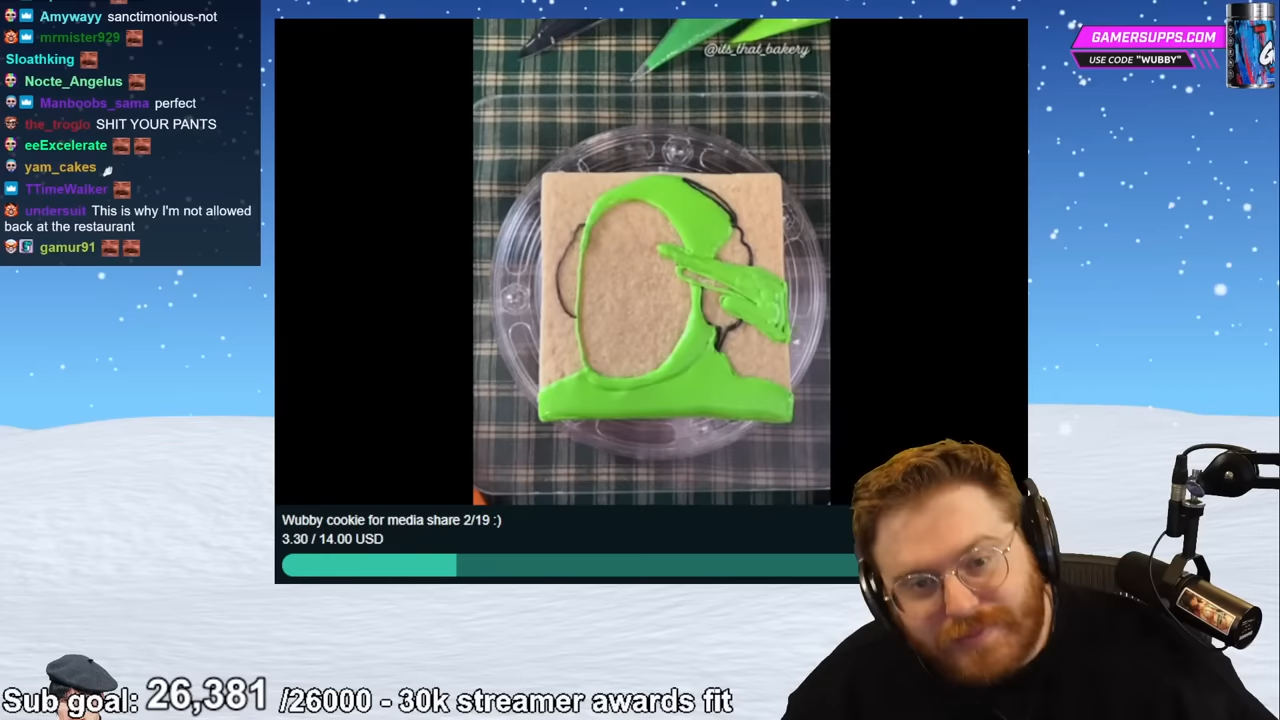 Amywayy sanctimonious-not
mrmister929
Sloathking
Nocte_Angelus
Manboobs_sama perfect
the_troglo SHIT YOUR PANTS
eeExcelerate
yam_cakes
TTimeWalker
undersuit This is why I'm not allowed
back at the restaurant
gamur91
@its_that_bakery
GAMERSUPPS.COM
USE CODE "WUBBY"
G
Wubby cookie for media share 2/19 :)
3.30 / 14.00 USD
Sub goal: 26,381 /26000 - 30k streamer awards fit